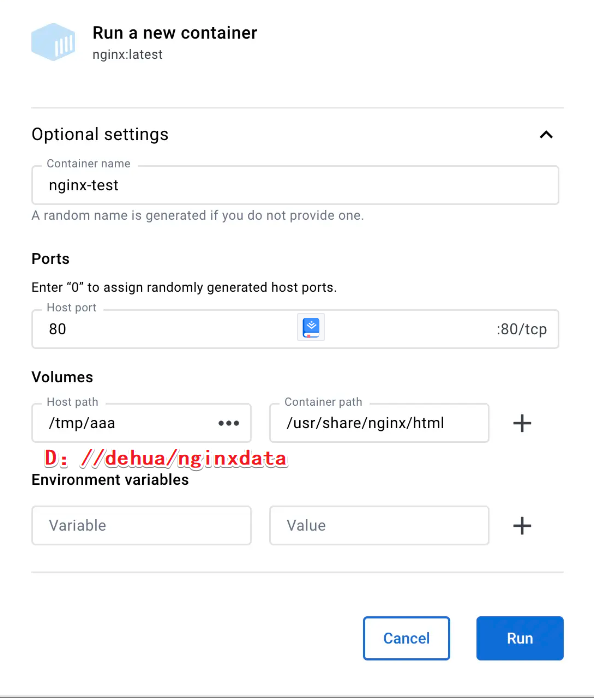 Run a new container
nginx:latest
Optional settings
Container name
nginx-test
A random name is generated if you do not provide one.
Ports
Enter “0” to assign randomly generated host ports.
Host port
80 :80/tcp
Volumes
Host path Container path
/tmp/aaa ••• /usr/share/nginx/html +
D：//dehua/nginxdata
Environment variables
Variable Value +
Cancel Run